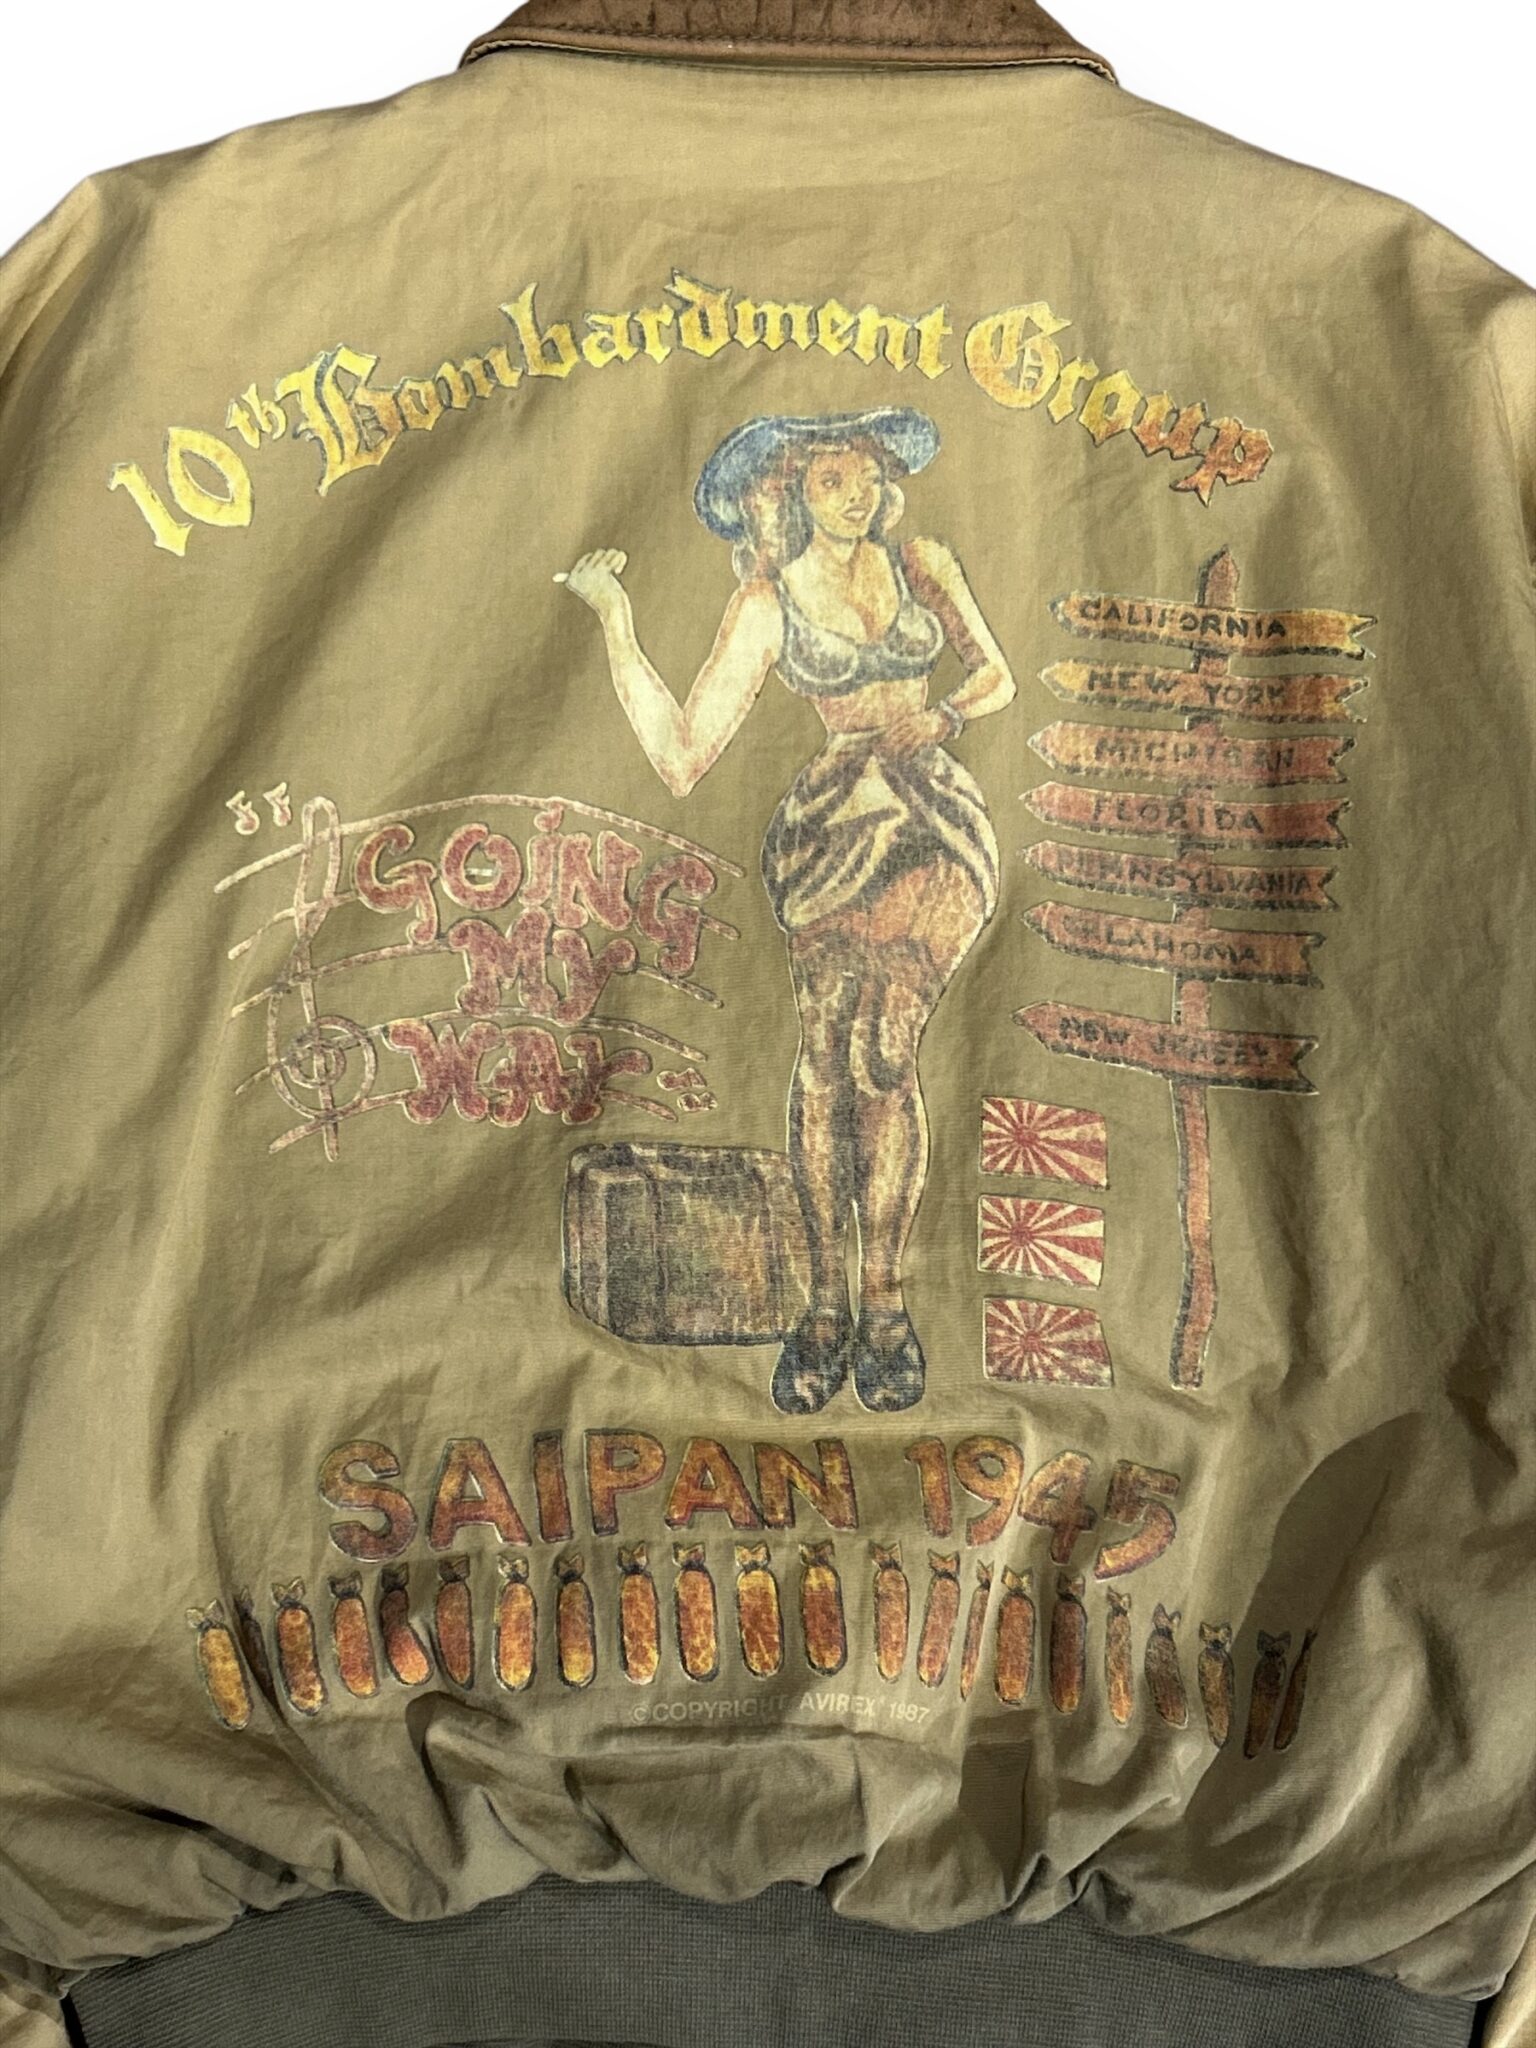 10th Bombardment Group
"GOING
MY
WAY"
CALIFORNIA
NEW YORK
MICHIGAN
FLORIDA
PENNSYLVANIA
OKLAHOMA
NEW JERSEY
SAIPAN 1945
©COPYRIGHT AVIREX® 1987